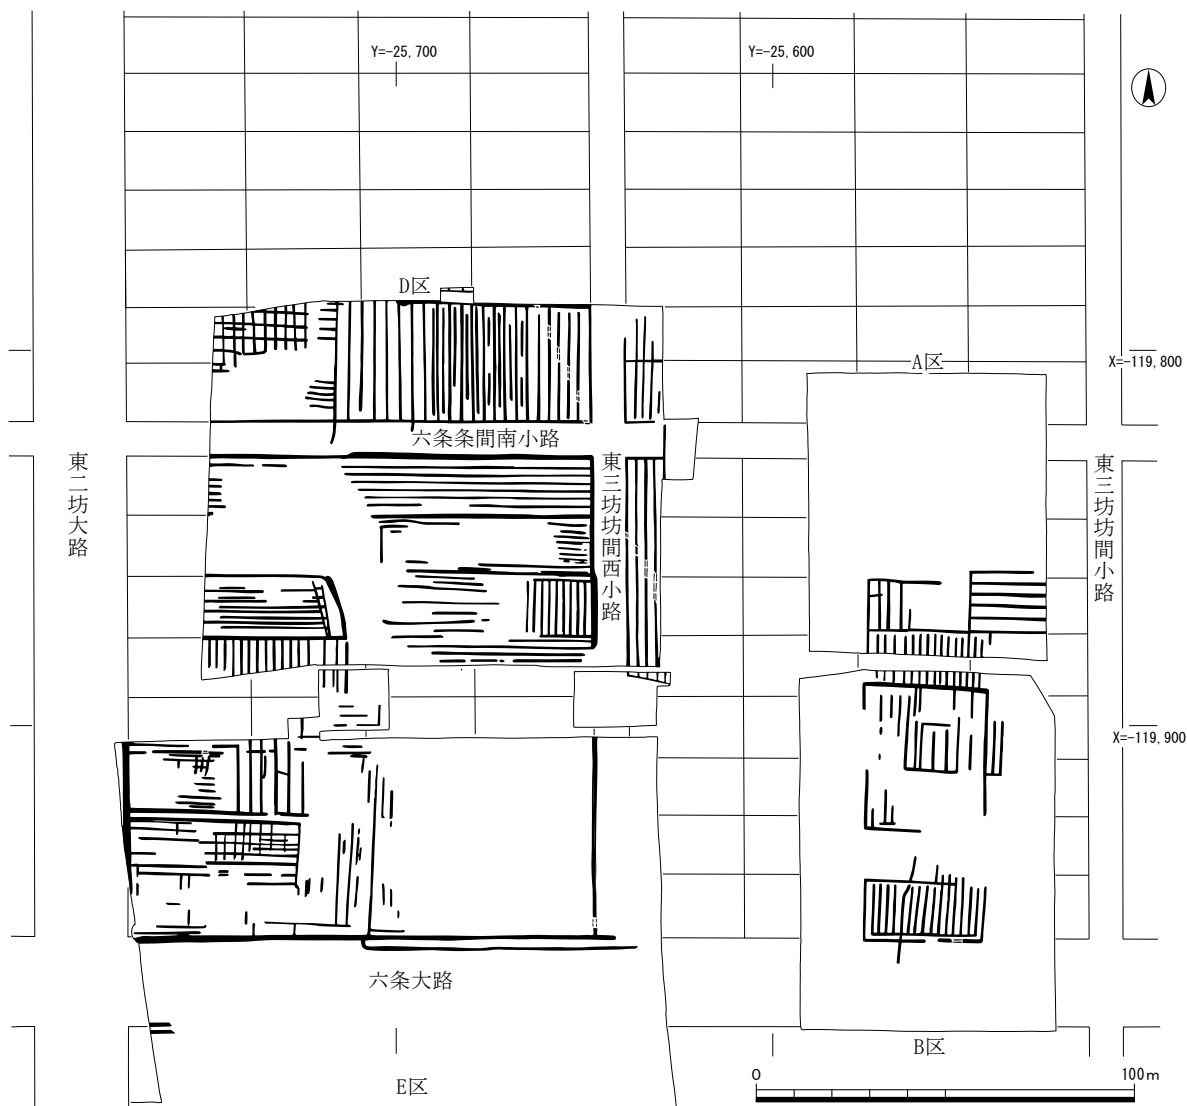 Y=-25,700
Y=-25,600
D区
A区
X=-119,800
六条条間南小路
東二坊大路
東三坊坊間西小路
東三坊坊間小路
X=-119,900
六条大路
B区
E区
0
100m